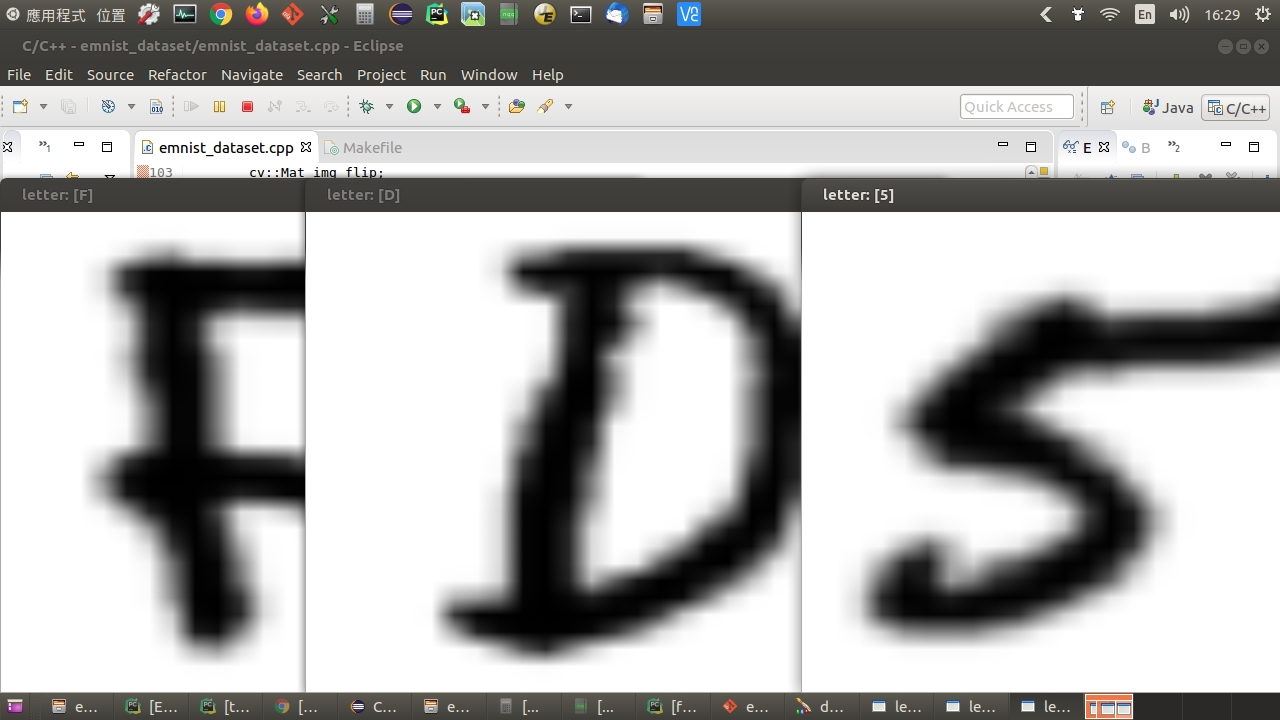 應用程式 位置 En 16:29
C/C++ - emnist_dataset/emnist_dataset.cpp - Eclipse
File Edit Source Refactor Navigate Search Project Run Window Help
010 Quick Access Java C/C++
»1 emnist_dataset.cpp Makefile E B »2
103 cv::Mat img_flip;
letter: [F] letter: [D] letter: [5]
F D 5
e... [E... [t... [... C... e... [... [... [f... e... d... le... le... le...